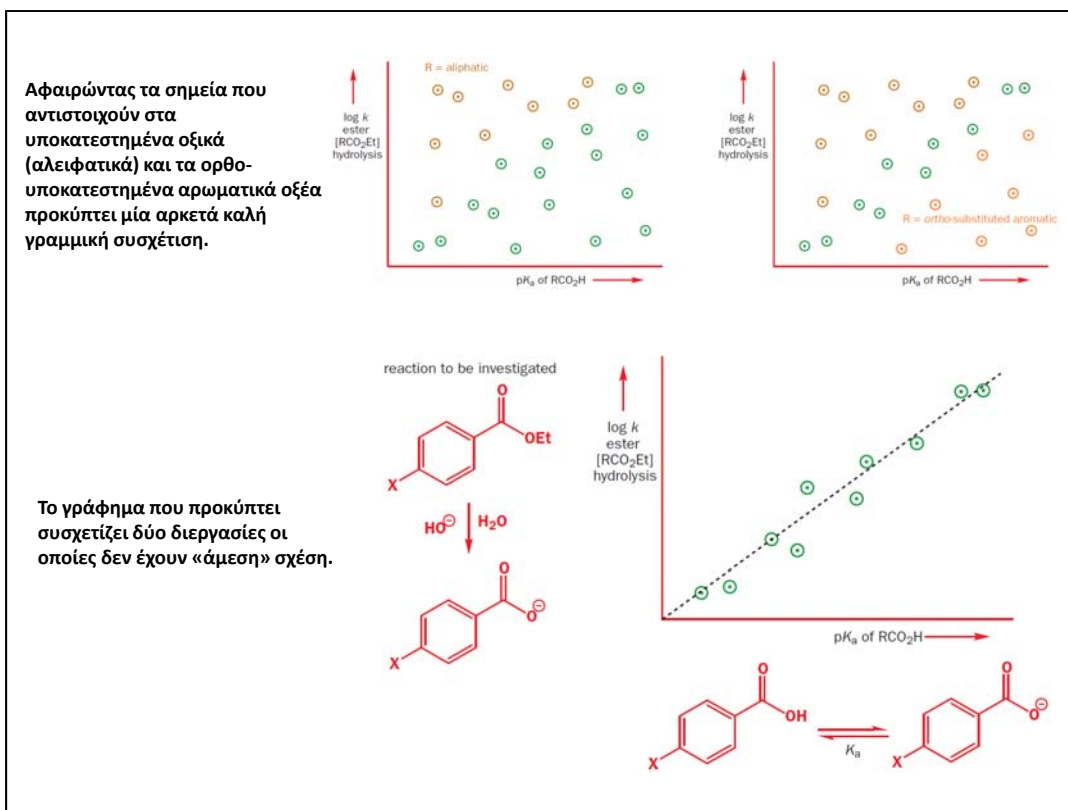 Αφαιρώντας τα σημεία που
αντιστοιχούν στα
υποκατεστημένα οξικά
(αλειφατικά) και τα ορθο-
υποκατεστημένα αρωματικά οξέα
προκύπτει μία αρκετά καλή
γραμμική συσχέτιση.
R = aliphatic
log k
ester
[RCO₂Et]
hydrolysis
pKₐ of RCO₂H
log k
ester
[RCO₂Et]
hydrolysis
R = ortho-substituted aromatic
pKₐ of RCO₂H
Το γράφημα που προκύπτει
συσχετίζει δύο διεργασίες οι
οποίες δεν έχουν «άμεση» σχέση.
reaction to be investigated
O
OEt
X
HO⊖ H₂O
O
O⊖
X
log k
ester
[RCO₂Et]
hydrolysis
pKₐ of RCO₂H
O
OH
X
Kₐ
O
O⊖
X